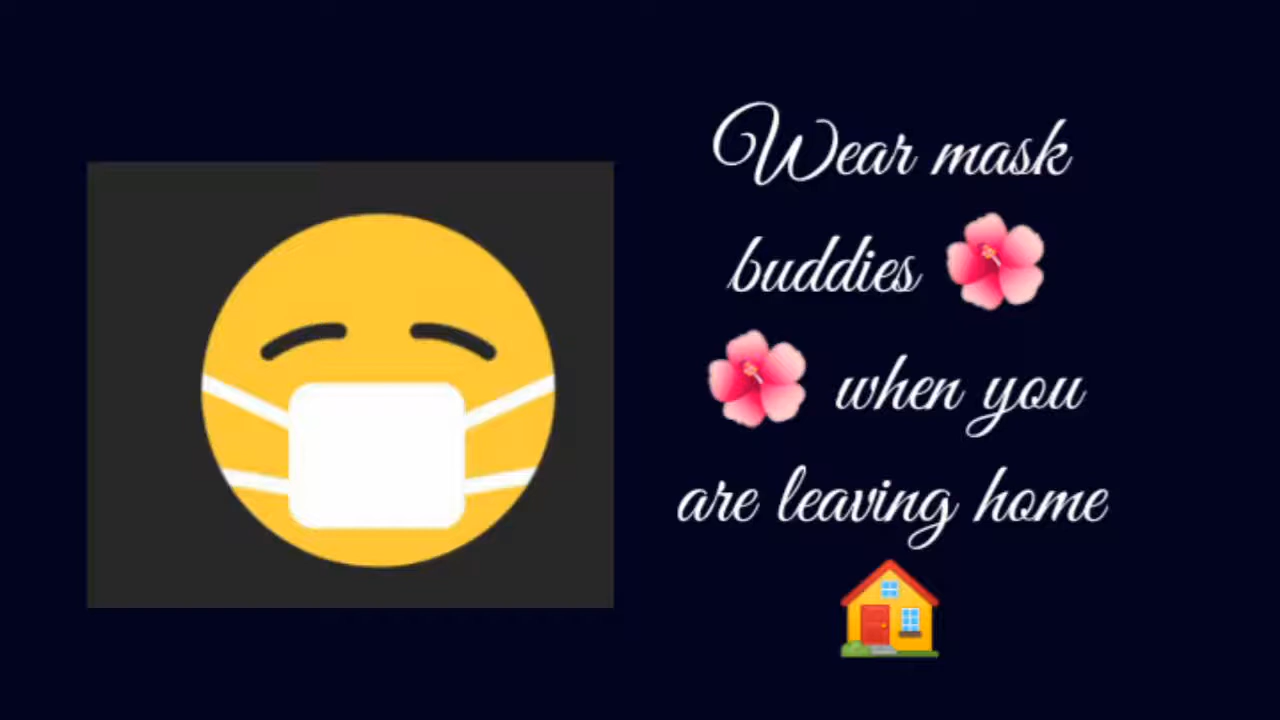 Wear mask
buddies 🌺
🌺 when you
are leaving home
🏠